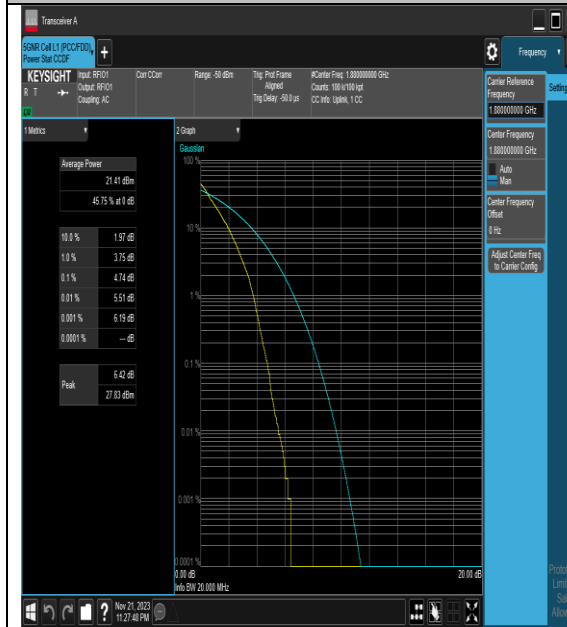 Transceiver A
5GNR Cell L1 (PCC/FDD),
Power Stat CCDF
Frequency
KEYSIGHT
R T
Input: RFIO1
Output: RFIO1
Coupling: AC
Corr CCorr
Range: -50 dBm
Trig: Prot Frame
Aligned
Trig Delay: -50.0 µs
#Center Freq: 1.880000000 GHz
Counts: 100 k/100 kpt
CC Info: Uplink, 1 CC
1 Metrics
Average Power
21.41 dBm
45.75 % at 0 dB
10.0 % 1.97 dB
1.0 % 3.75 dB
0.1 % 4.74 dB
0.01 % 5.51 dB
0.001 % 6.19 dB
0.0001 % --- dB
Peak
6.42 dB
27.83 dBm
2 Graph
Gaussian
100 %
10 %
1 %
0.1 %
0.01 %
0.001 %
0.0001 %
0.00 dB
20.00 dB
Info BW 20.000 MHz
Carrier Reference
Frequency
1.880000000 GHz
Center Frequency
1.880000000 GHz
Auto
Man
Center Frequency
Offset
0 Hz
Adjust Center Freq
to Carrier Config
Setting
?
Nov 21, 2023
11:27:48 PM